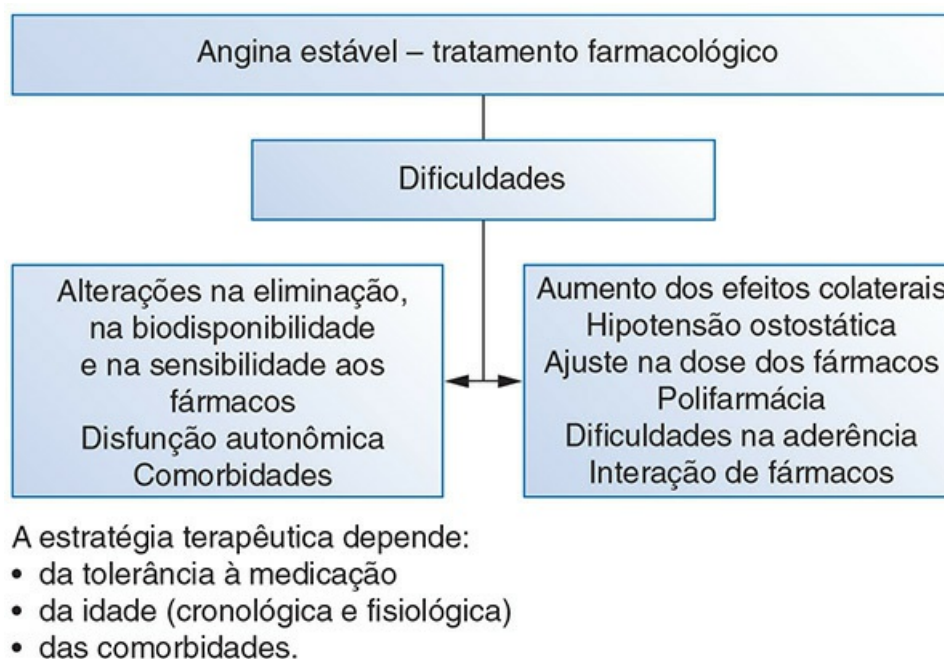 Angina estável – tratamento farmacológico
Dificuldades
Alterações na eliminação,
na biodisponibilidade
e na sensibilidade aos
fármacos
Disfunção autonômica
Comorbidades
Aumento dos efeitos colaterais
Hipotensão ostostática
Ajuste na dose dos fármacos
Polifarmácia
Dificuldades na aderência
Interação de fármacos
A estratégia terapêutica depende:
• da tolerância à medicação
• da idade (cronológica e fisiológica)
• das comorbidades.